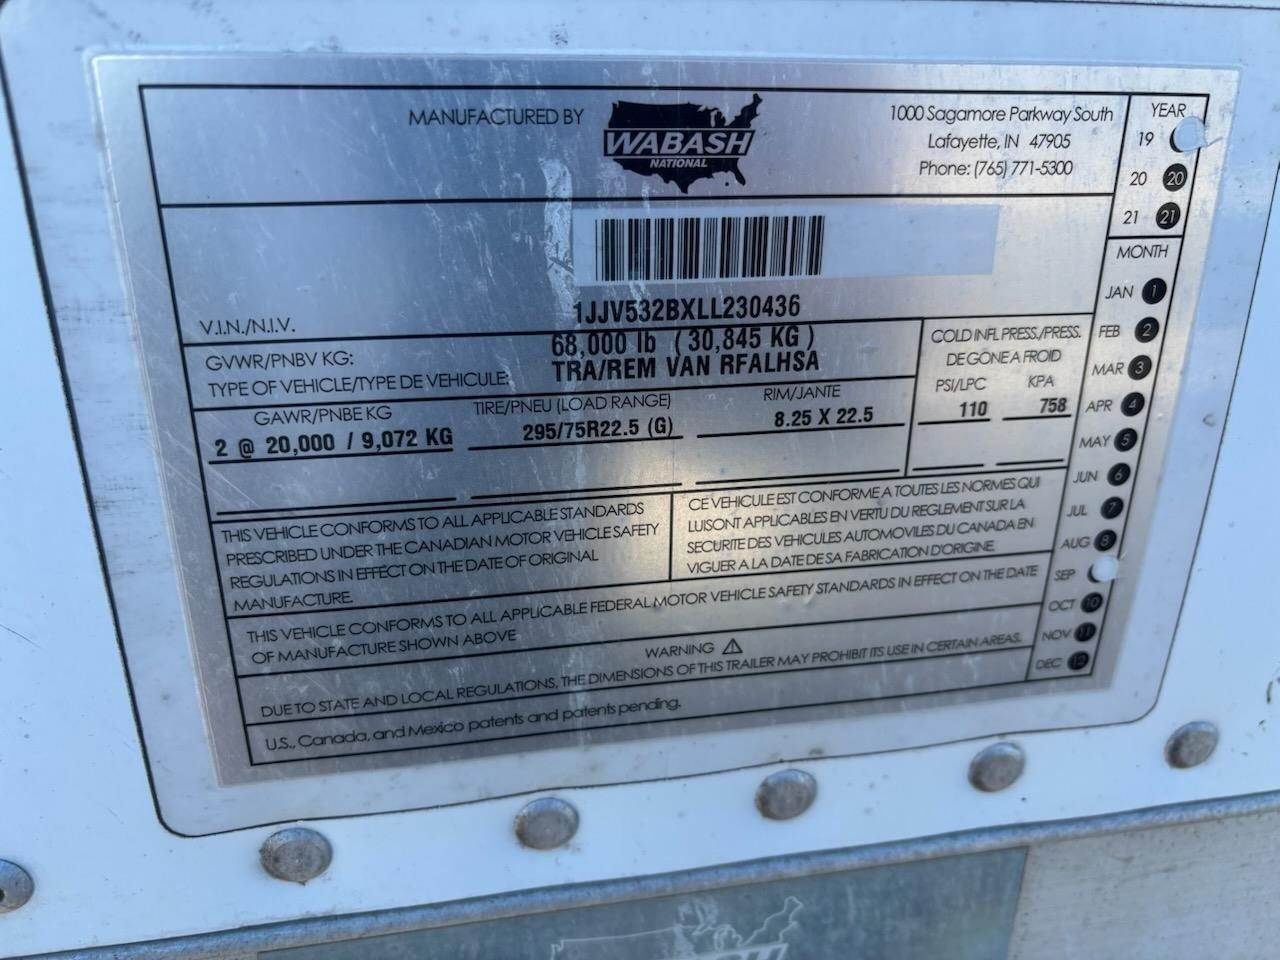 MANUFACTURED BY
WABASH
NATIONAL
1000 Sagamore Parkway South
Lafayette, IN 47905
Phone: (765) 771-5300
YEAR
19
20 20
21 21
MONTH
JAN 1
FEB 2
MAR 3
APR 4
MAY 5
JUN 6
JUL 7
AUG 8
SEP
OCT 10
NOV 11
DEC 12
V.I.N./N.I.V.
1JJV532BXLL230436
GVWR/PNBV KG:
68,000 lb ( 30,845 KG )
TYPE OF VEHICLE/TYPE DE VEHICULE:
TRA/REM VAN RFALHSA
GAWR/PNBE KG
TIRE/PNEU (LOAD RANGE)
RIM/JANTE
2 @ 20,000 / 9,072 KG
295/75R22.5 (G)
8.25 X 22.5
COLD INFL PRESS./PRESS.
DE GONE A FROID
PSI/LPC KPA
110 758
THIS VEHICLE CONFORMS TO ALL APPLICABLE STANDARDS
PRESCRIBED UNDER THE CANADIAN MOTOR VEHICLE SAFETY
REGULATIONS IN EFFECT ON THE DATE OF ORIGINAL
MANUFACTURE.
CE VEHICULE EST CONFORME A TOUTES LES NORMES QUI
LUISONT APPLICABLES EN VERTU DU REGLEMENT SUR LA
SECURITE DES VEHICULES AUTOMOVILES DU CANADA EN
VIGUER A LA DATE DE SA FABRICATION D'ORIGINE.
THIS VEHICLE CONFORMS TO ALL APPLICABLE FEDERAL MOTOR VEHICLE SAFETY STANDARDS IN EFFECT ON THE DATE
OF MANUFACTURE SHOWN ABOVE
WARNING
DUE TO STATE AND LOCAL REGULATIONS, THE DIMENSIONS OF THIS TRAILER MAY PROHIBIT ITS USE IN CERTAIN AREAS.
U.S., Canada, and Mexico patents and patents pending.